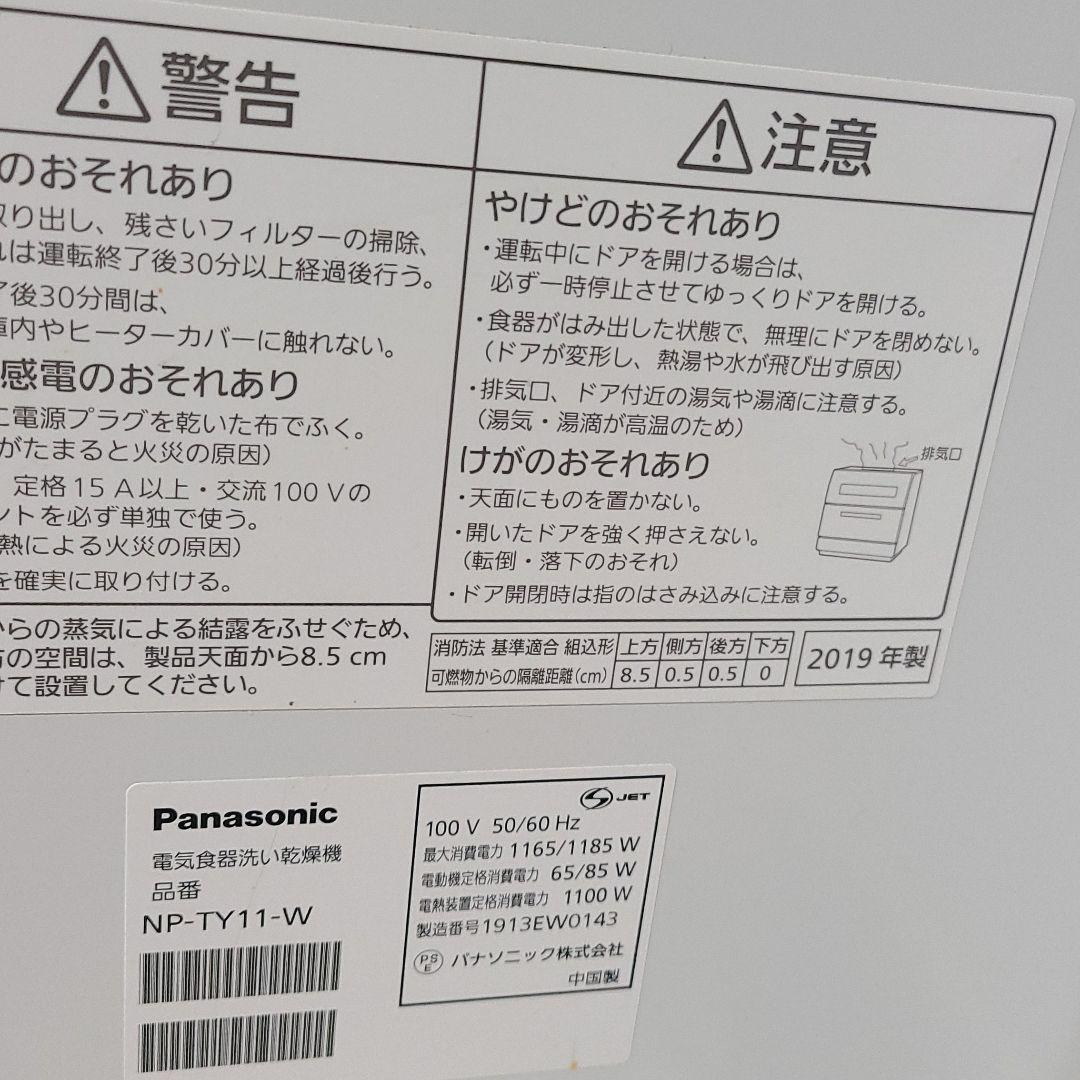 警告
のおそれあり
取り出し、残さいフィルターの掃除、
れは運転終了後30分以上経過後行う。
了後30分間は、
庫内やヒーターカバーに触れない。
感電のおそれあり
に電源プラグを乾いた布でふく。
がたまると火災の原因)
定格15A以上・交流100Vの
ントを必ず単独で使う。
熱による火災の原因)
を確実に取り付ける。
からの蒸気による結露をふせぐため、
方の空間は、製品天面から8.5 cm
けて設置してください。
注意
やけどのおそれあり
・運転中にドアを開ける場合は、
必ず一時停止させてゆっくりドアを開ける。
・食器がはみ出した状態で、無理にドアを閉めない。
(ドアが変形し、熱湯や水が飛び出す原因)
・排気口、ドア付近の湯気や湯滴に注意する。
(湯気・湯滴が高温のため)
排気口
けがのおそれあり
・天面にものを置かない。
・開いたドアを強く押さえない。
(転倒・落下のおそれ)
・ドア開閉時は指のはさみ込みに注意する。
消防法 基準適合 組込形 上方 側方 後方 下方
可燃物からの隔離距離(cm) 8.5 0.5 0.5 0
2019年製
Panasonic
電気食器洗い乾燥機
品番
NP-TY11-W
JET
100 V 50/60 Hz
最大消費電力 1165/1185 W
電動機定格消費電力 65/85 W
電熱装置定格消費電力 1100 W
製造番号1913EW0143
PSE パナソニック株式会社
中国製